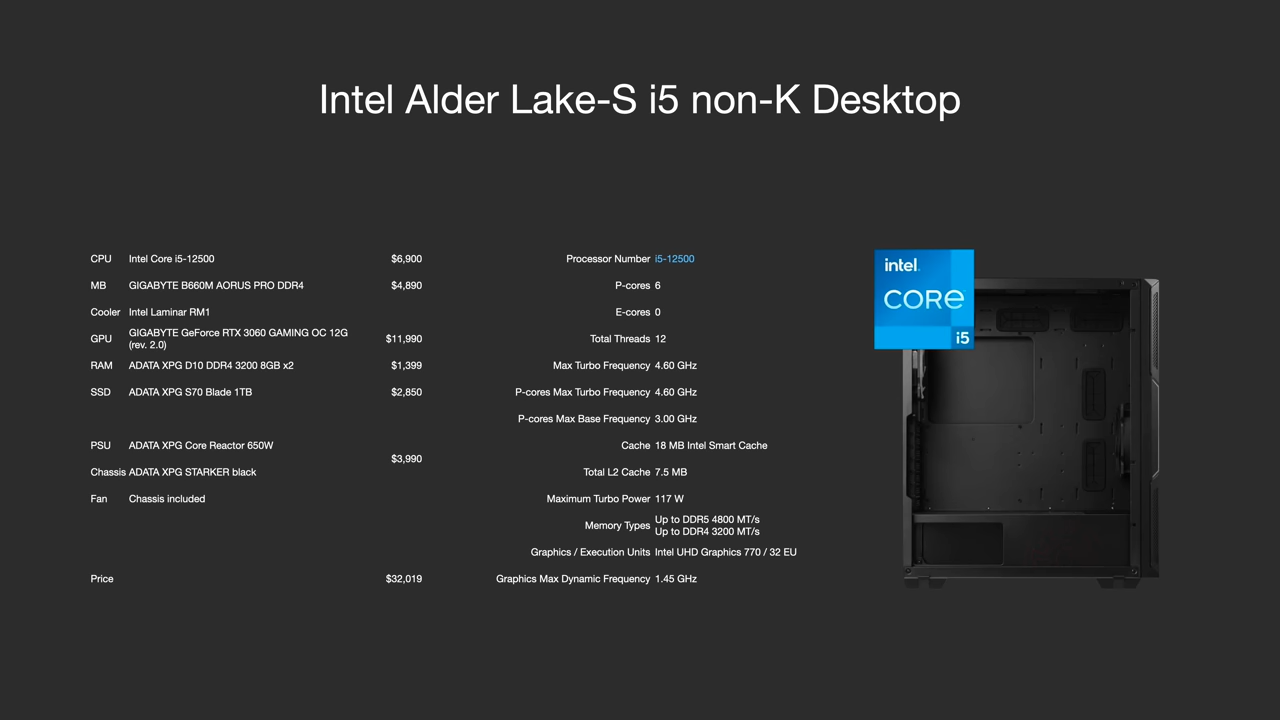 Intel Alder Lake-S i5 non-K Desktop
CPU Intel Core i5-12500 $6,900
MB GIGABYTE B660M AORUS PRO DDR4 $4,890
Cooler Intel Laminar RM1
GPU GIGABYTE GeForce RTX 3060 GAMING OC 12G
(rev. 2.0) $11,990
RAM ADATA XPG D10 DDR4 3200 8GB x2 $1,399
SSD ADATA XPG S70 Blade 1TB $2,850
PSU ADATA XPG Core Reactor 650W
$3,990
Chassis ADATA XPG STARKER black
Fan Chassis included
Price $32,019
Processor Number i5-12500
P-cores 6
E-cores 0
Total Threads 12
Max Turbo Frequency 4.60 GHz
P-cores Max Turbo Frequency 4.60 GHz
P-cores Max Base Frequency 3.00 GHz
Cache 18 MB Intel Smart Cache
Total L2 Cache 7.5 MB
Maximum Turbo Power 117 W
Memory Types Up to DDR5 4800 MT/s
Up to DDR4 3200 MT/s
Graphics / Execution Units Intel UHD Graphics 770 / 32 EU
Graphics Max Dynamic Frequency 1.45 GHz
intel.
CORE
i5